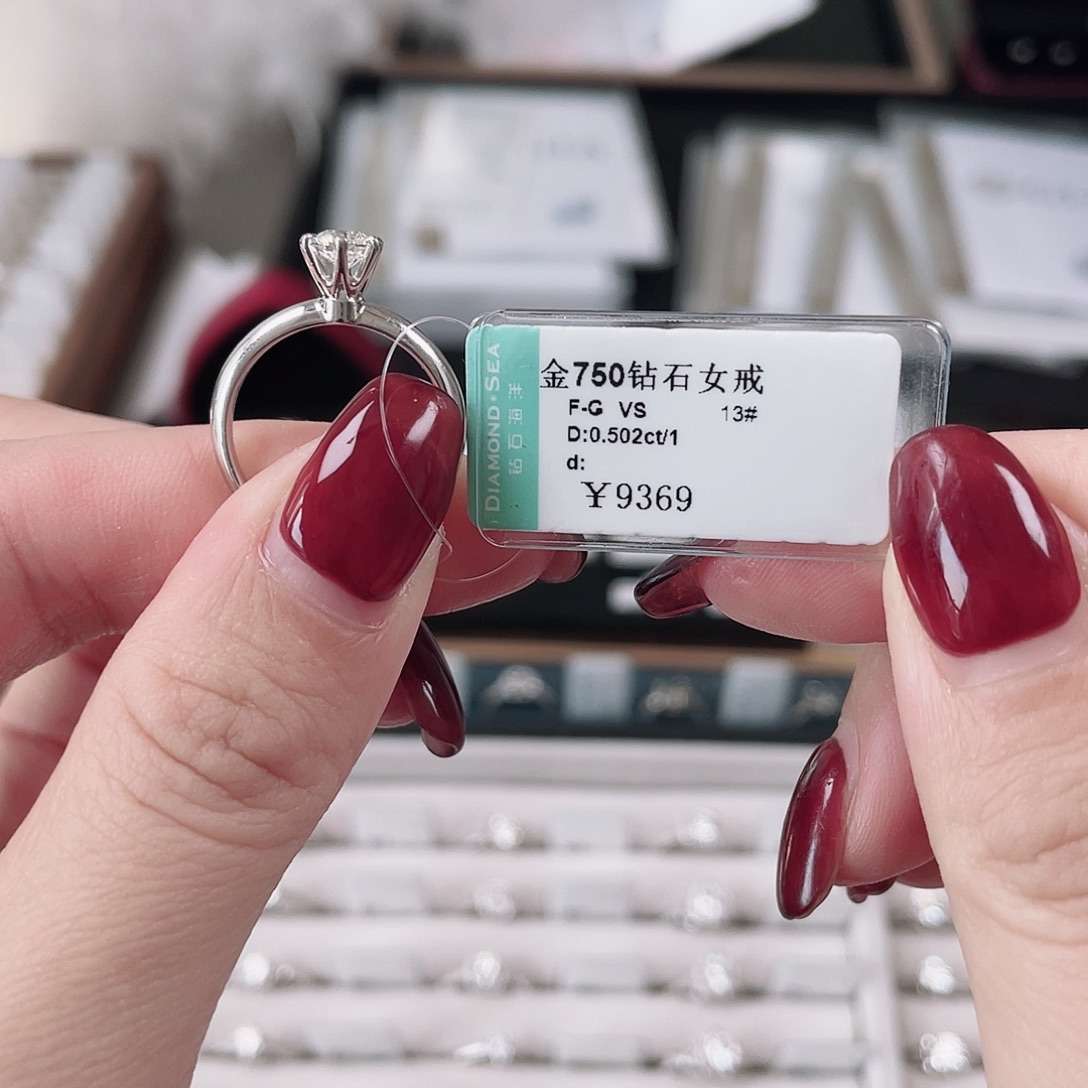 DIAMOND·SEA
钻石海洋
金750钻石女戒
F-G VS 13#
D:0.502ct/1
d:
￥9369